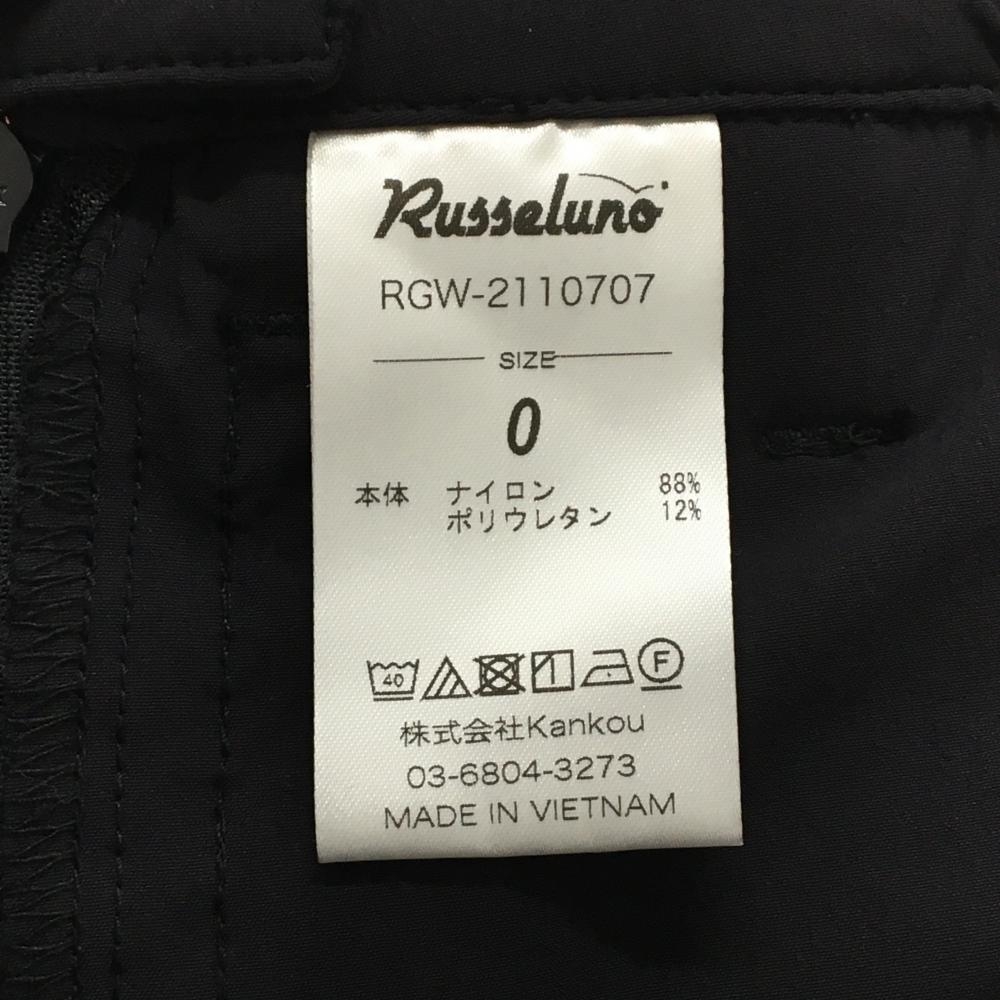 Russeluno
RGW-2110707
SIZE
0
本体 ナイロン 88%
ポリウレタン 12%
40 F
株式会社Kankou
03-6804-3273
MADE IN VIETNAM